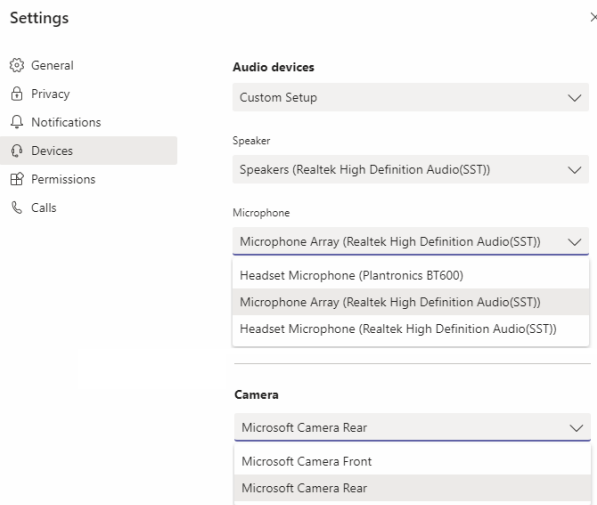 Settings
General
Privacy
Notifications
Devices
Permissions
Calls
Audio devices
Custom Setup
Speaker
Speakers (Realtek High Definition Audio(SST))
Microphone
Microphone Array (Realtek High Definition Audio(SST))
Headset Microphone (Plantronics BT600)
Microphone Array (Realtek High Definition Audio(SST))
Headset Microphone (Realtek High Definition Audio(SST))
Camera
Microsoft Camera Rear
Microsoft Camera Front
Microsoft Camera Rear